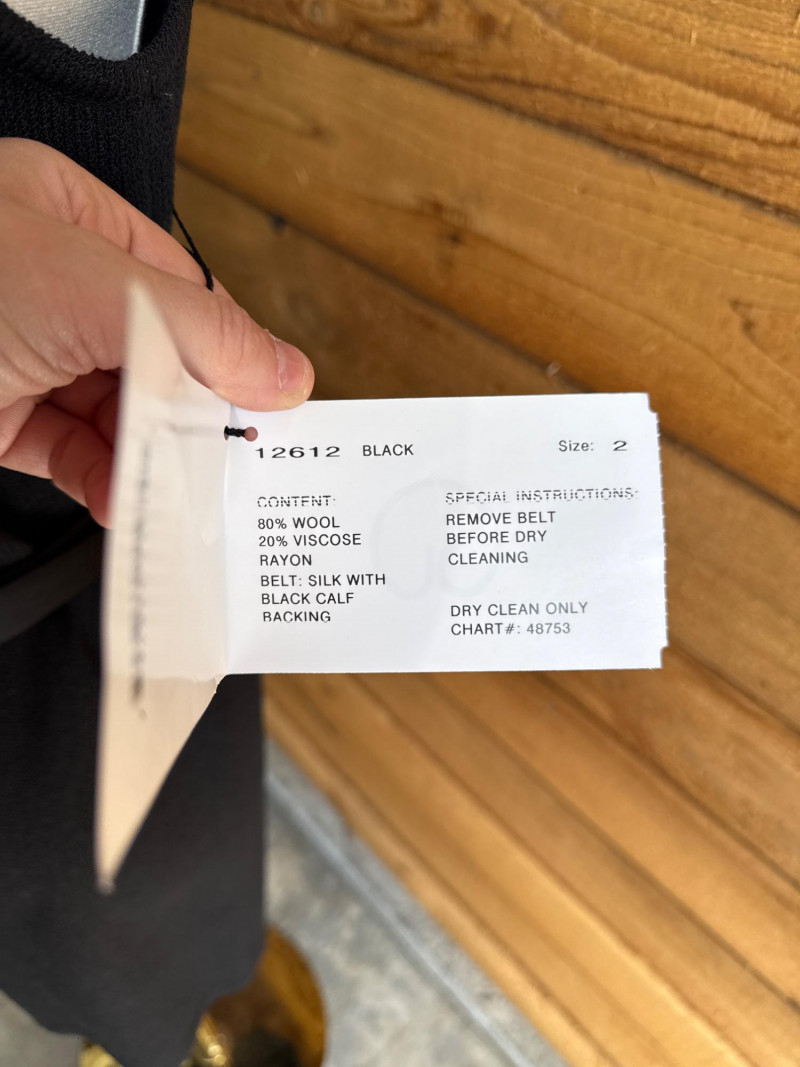 12612 BLACK Size: 2
CONTENT:
80% WOOL
20% VISCOSE
RAYON
BELT: SILK WITH
BLACK CALF
BACKING
SPECIAL INSTRUCTIONS:
REMOVE BELT
BEFORE DRY
CLEANING
DRY CLEAN ONLY
CHART#: 48753